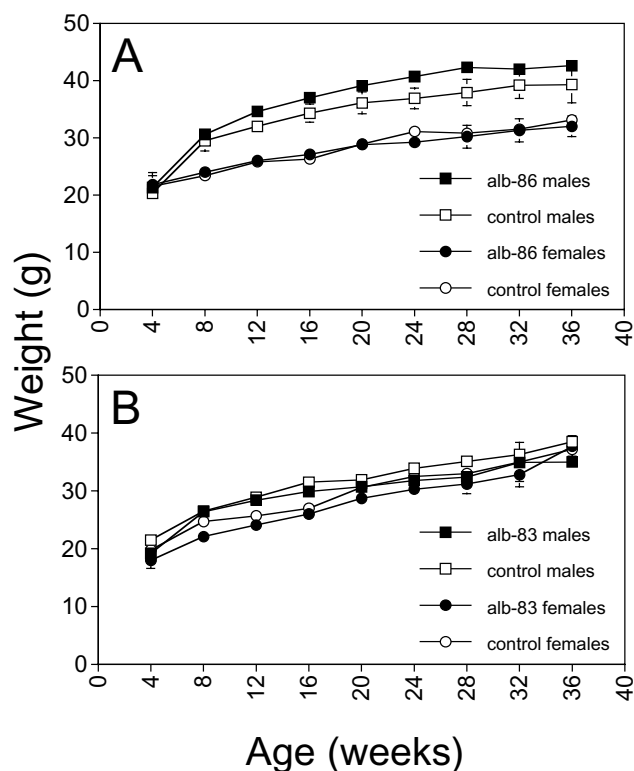 50
40
30
20
10
0
A
alb-86 males
control males
alb-86 females
control females
0
4
8
12
16
20
24
28
32
36
40
Weight (g)
50
40
30
20
10
0
B
alb-83 males
control males
alb-83 females
control females
0
4
8
12
16
20
24
28
32
36
40
Age (weeks)